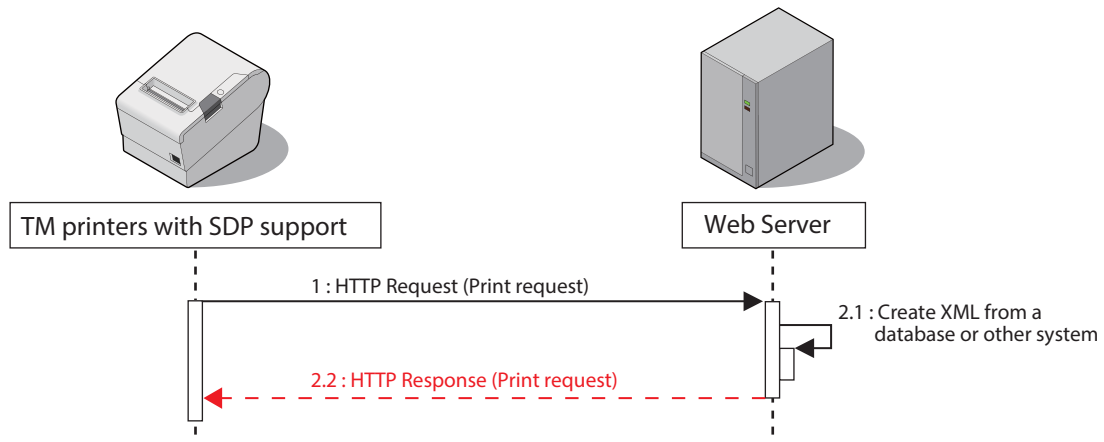 TM printers with SDP support
Web Server
1 : HTTP Request (Print request)
2.1 : Create XML from a
database or other system
2.2 : HTTP Response (Print request)